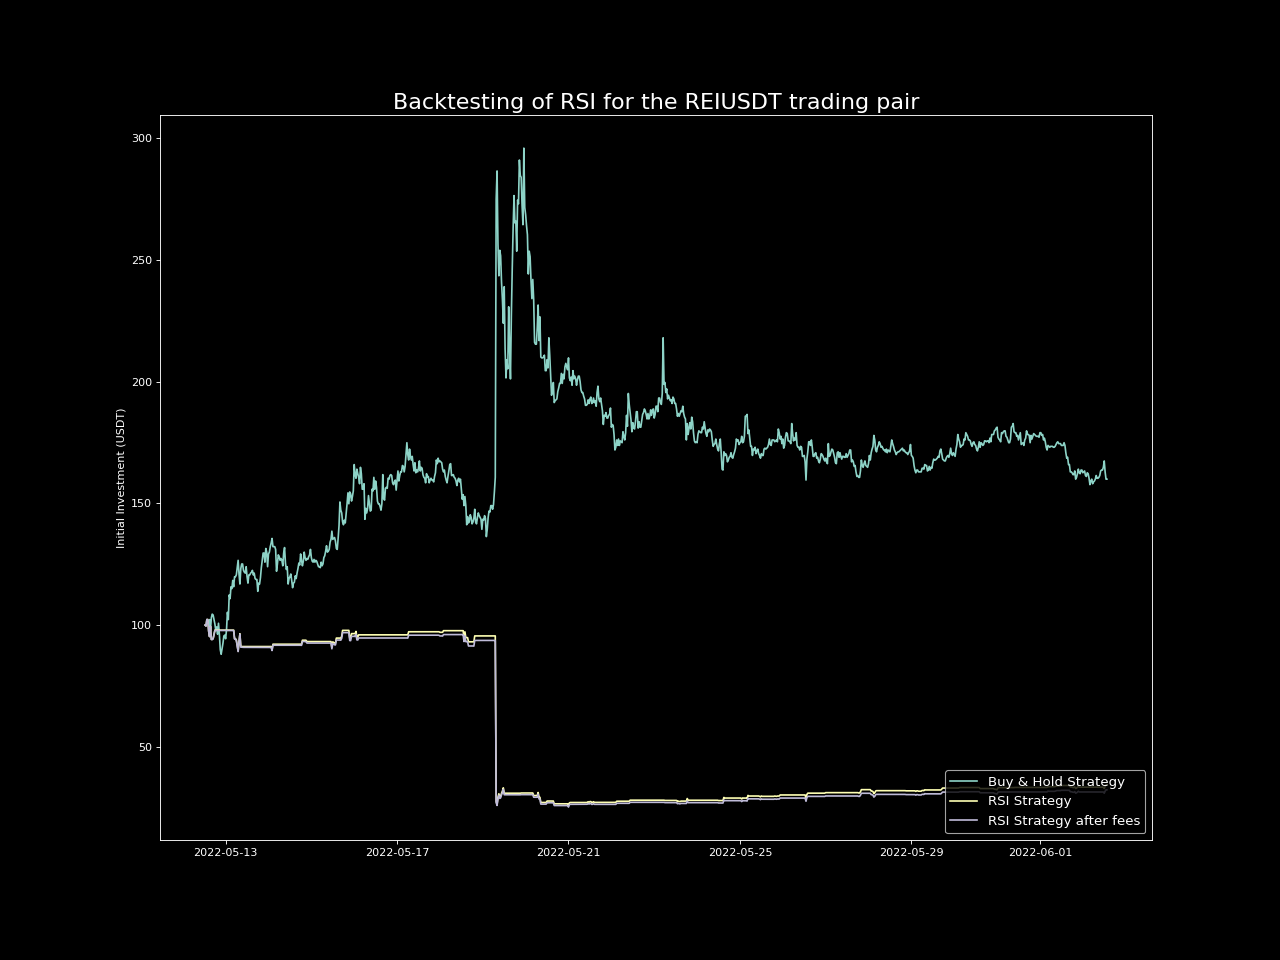 Backtesting of RSI for the REIUSDT trading pair
300
250
200
150
100
50
Initial Investment (USDT)
Buy & Hold Strategy
RSI Strategy
RSI Strategy after fees
2022-05-13
2022-05-17
2022-05-21
2022-05-25
2022-05-29
2022-06-01